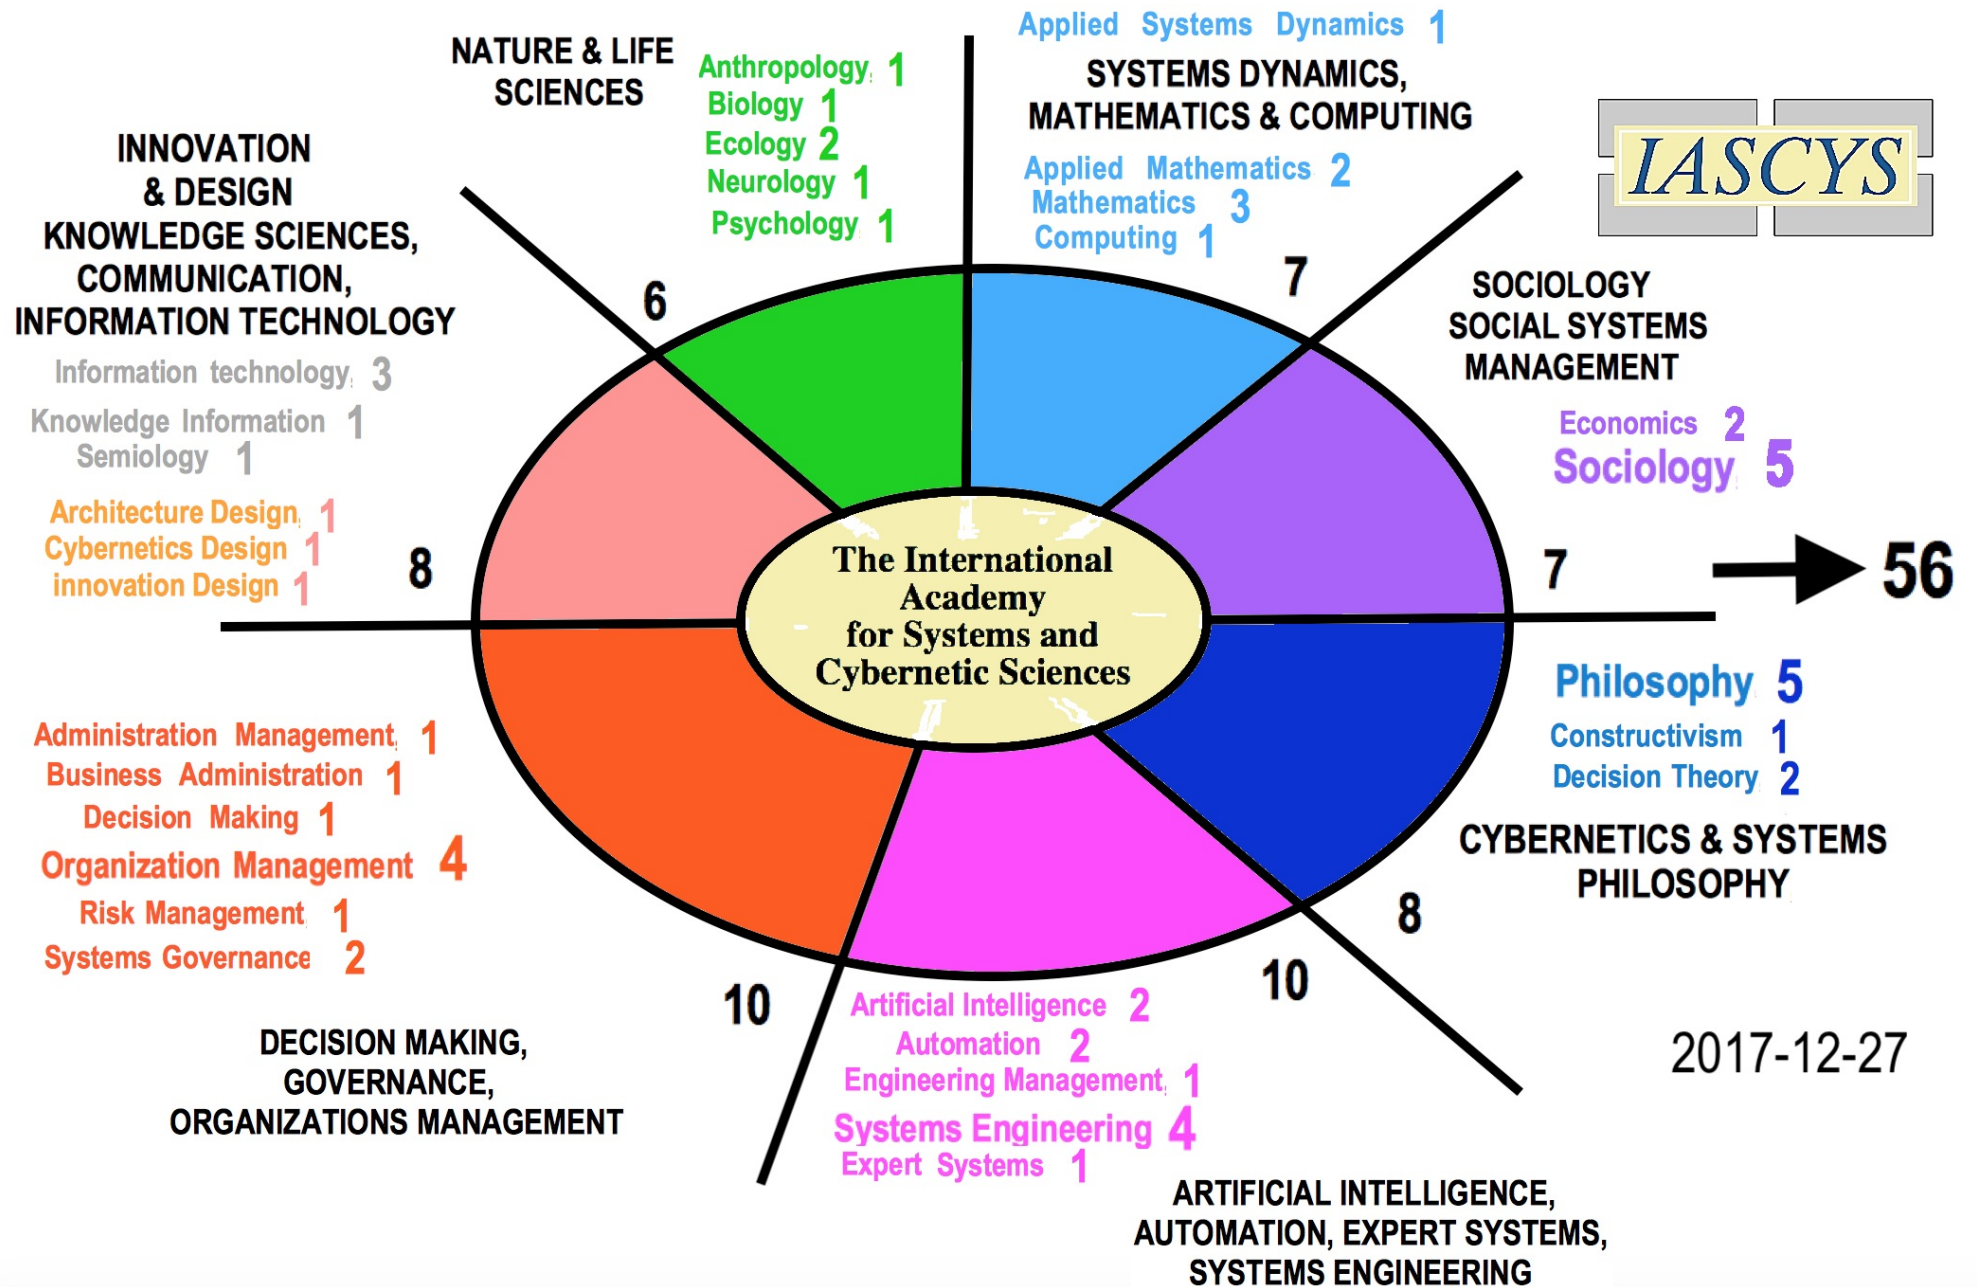 Applied Systems Dynamics 1
SYSTEMS DYNAMICS,
MATHEMATICS & COMPUTING
Applied Mathematics 2
Mathematics 3
Computing 1
7
NATURE & LIFE
SCIENCES
Anthropology, 1
Biology 1
Ecology 2
Neurology 1
Psychology 1
6
IASCYS
SOCIOLOGY
SOCIAL SYSTEMS
MANAGEMENT
Economics 2
Sociology, 5
7
56
INNOVATION
& DESIGN
KNOWLEDGE SCIENCES,
COMMUNICATION,
INFORMATION TECHNOLOGY
Information technology, 3
Knowledge Information 1
Semiology 1
Architecture Design, 1
Cybernetics Design 1
innovation Design 1
8
The International
Academy
for Systems and
Cybernetic Sciences
Philosophy 5
Constructivism 1
Decision Theory 2
CYBERNETICS & SYSTEMS
PHILOSOPHY
8
Administration Management, 1
Business Administration 1
Decision Making 1
Organization Management 4
Risk Management 1
Systems Governance 2
10
DECISION MAKING,
GOVERNANCE,
ORGANIZATIONS MANAGEMENT
10
Artificial Intelligence 2
Automation 2
Engineering Management, 1
Systems Engineering 4
Expert Systems 1
ARTIFICIAL INTELLIGENCE,
AUTOMATION, EXPERT SYSTEMS,
SYSTEMS ENGINEERING
2017-12-27